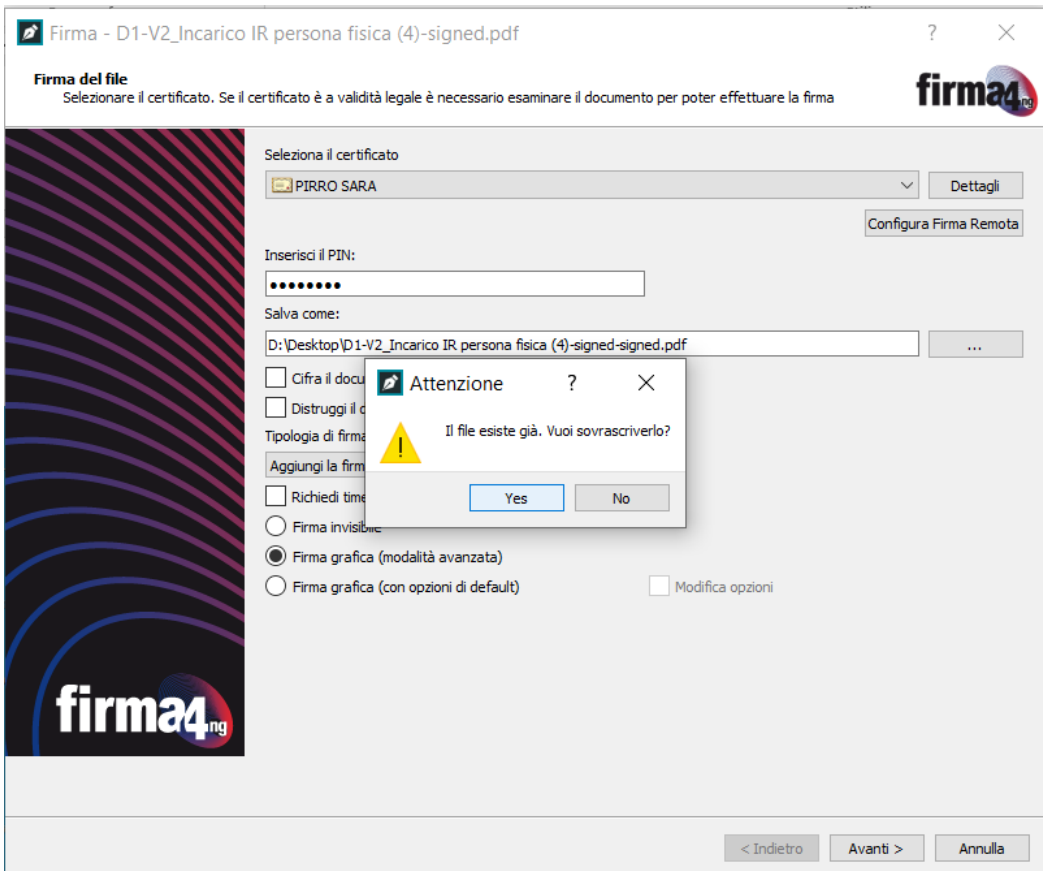 Firma - D1-V2_Incarico IR persona fisica (4)-signed.pdf
Firma del file
Selezionare il certificato. Se il certificato è a validità legale è necessario esaminare il documento per poter effettuare la firma
firma4ng
Seleziona il certificato
PIRRO SARA
Dettagli
Configura Firma Remota
Inserisci il PIN:
Salva come:
D:\Desktop\D1-V2_Incarico IR persona fisica (4)-signed-signed.pdf
...
Cifra il docu
Distruggi il d
Tipologia di firma
Aggiungi la firm
Richiedi time
Attenzione
?
Il file esiste già. Vuoi sovrascriverlo?
Yes
No
Firma invisibile
Firma grafica (modalità avanzata)
Firma grafica (con opzioni di default)
Modifica opzioni
firma4ng
< Indietro
Avanti >
Annulla